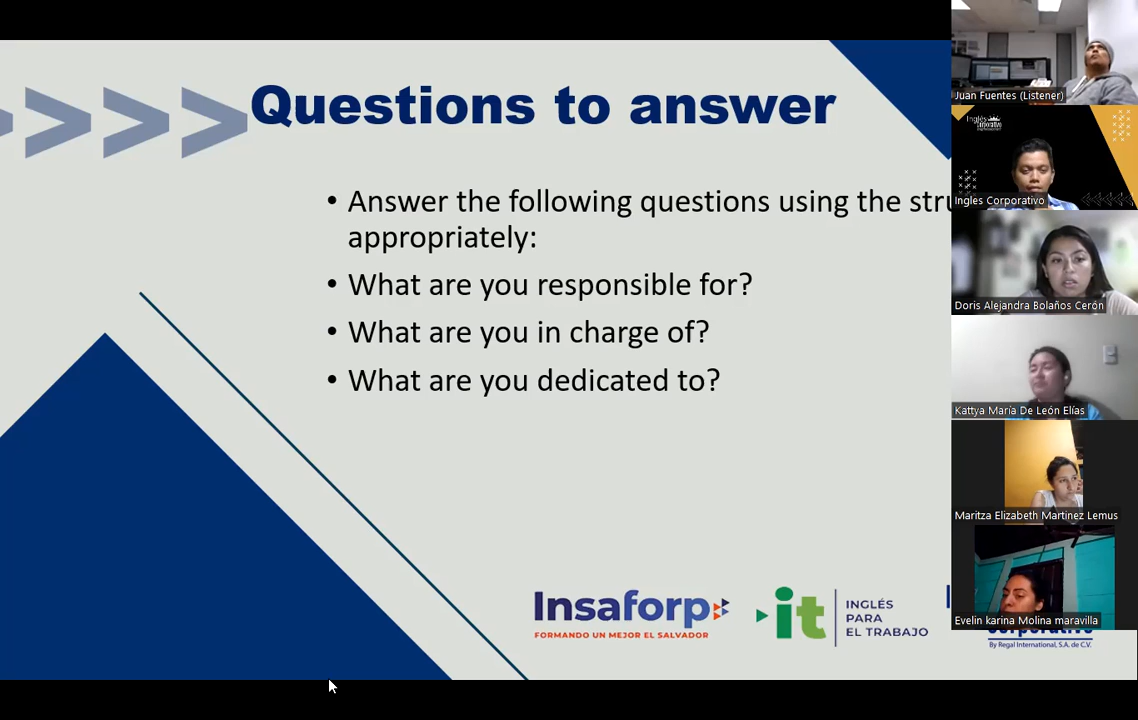 Questions to answer
• Answer the following questions using the stru
appropriately:
• What are you responsible for?
• What are you in charge of?
• What are you dedicated to?
Insaforp
FORMANDO UN MEJOR EL SALVADOR
it
INGLÉS
PARA
EL TRABAJO
By Regal International, S.A. de C.V.
Juan Fuentes (Listener)
Inglés
Corporativo
Ingles Corporativo
Doris Alejandra Bolaños Cerón
Kattya María De León Elías
Maritza Elizabeth Martinez Lemus
Evelin karina Molina maravilla